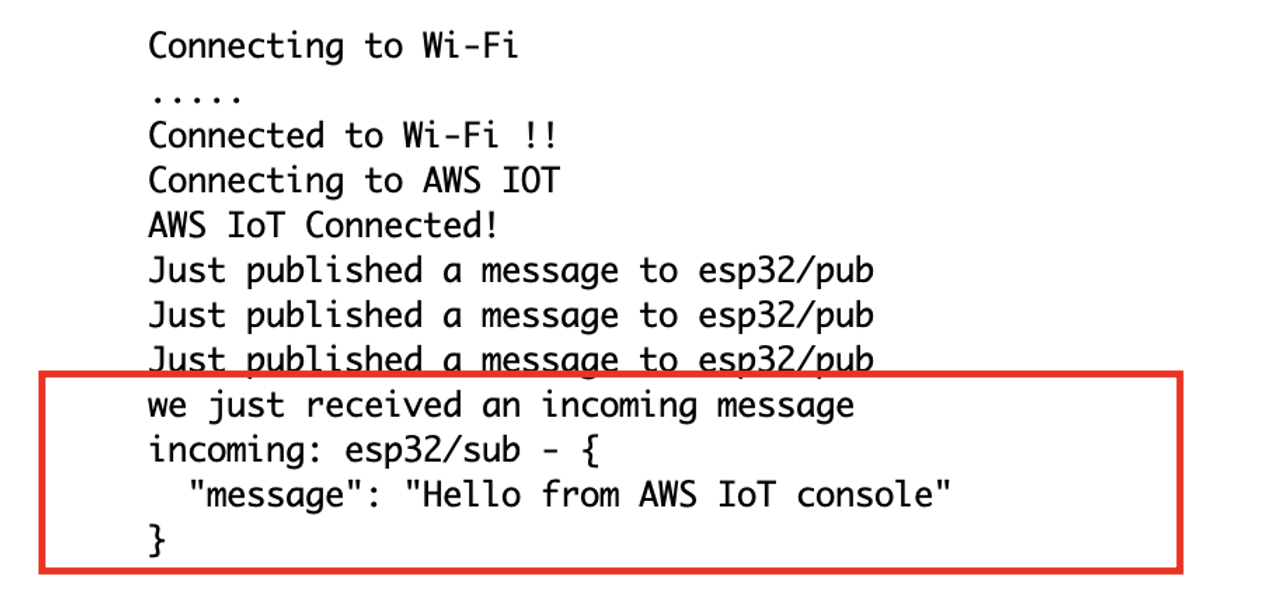 Connecting to Wi-Fi
.....
Connected to Wi-Fi !!
Connecting to AWS IOT
AWS IoT Connected!
Just published a message to esp32/pub
Just published a message to esp32/pub
Just published a message to esp32/pub
we just received an incoming message
incoming: esp32/sub - {
  "message": "Hello from AWS IoT console"
}